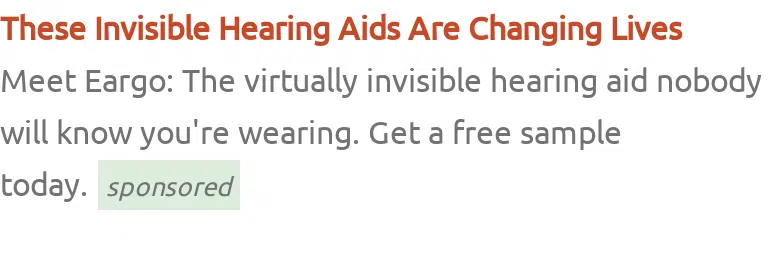 These Invisible Hearing Aids Are Changing Lives
Meet Eargo: The virtually invisible hearing aid nobody
will know you're wearing. Get a free sample
today. sponsored